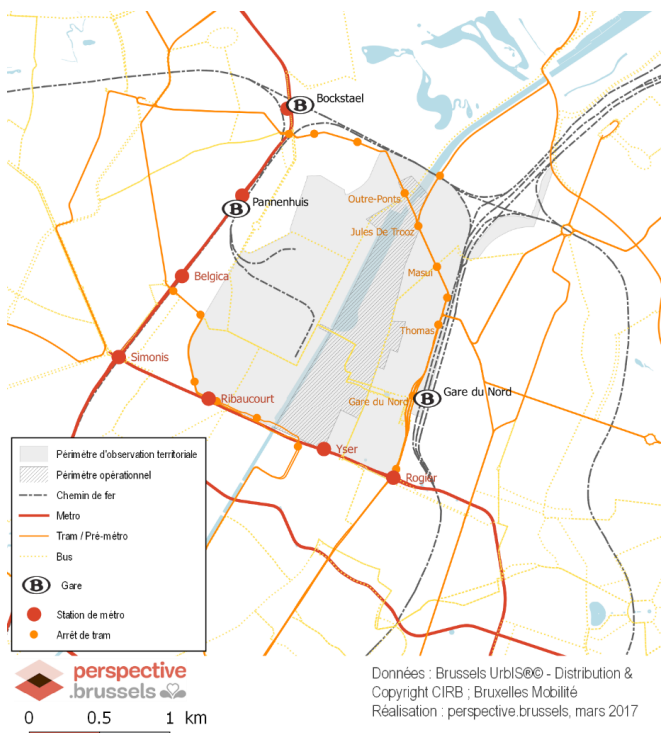 Bockstael
Pannenhuis
Outre-Ponts
Jules De Trooz
Belgica
Masui
Thomas
Simonis
Gare du Nord
Gare du Nord
Ribaucourt
Yser
Rogier
Périmètre d'observation territoriale
Périmètre opérationnel
Chemin de fer
Metro
Tram / Pré-métro
Bus
B Gare
Station de métro
Arrêt de tram
perspective
.brussels
0 0.5 1 km
Données : Brussels UrbIS®© - Distribution &
Copyright CIRB ; Bruxelles Mobilité
Réalisation : perspective.brussels, mars 2017
B
B
B